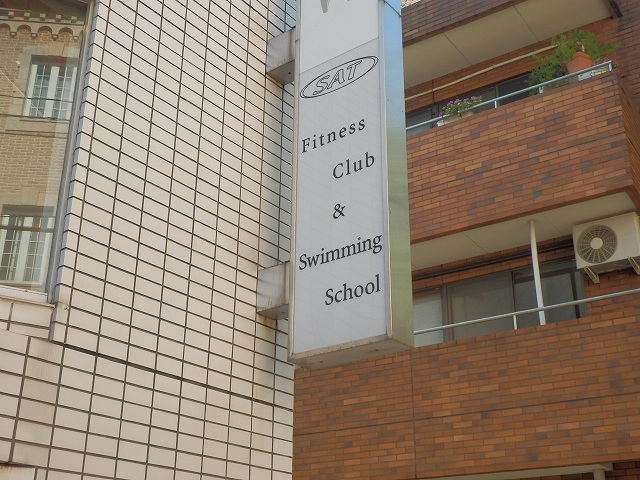 SAT
Fitness
Club
&
Swimming
School